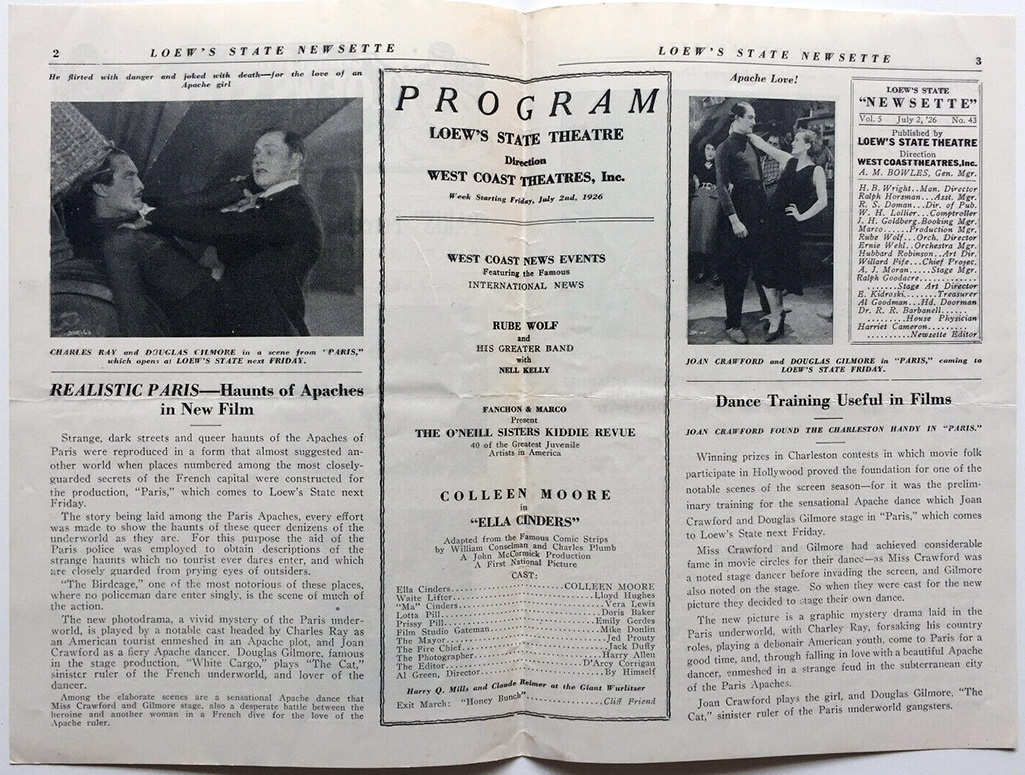 2
LOEW'S STATE NEWSETTE
He flirted with danger and joked with death—for the love of an
Apache girl
CHARLES RAY and DOUGLAS GILMORE in a scene from "PARIS,"
which opens at LOEW'S STATE next FRIDAY.
REALISTIC PARIS—Haunts of Apaches
in New Film
Strange, dark streets and queer haunts of the Apaches of
Paris were reproduced in a form that almost suggested an-
other world when places numbered among the most closely-
guarded secrets of the French capital were constructed for
the production, "Paris," which comes to Loew's State next
Friday.
The story being laid among the Paris Apaches, every effort
was made to show the haunts of these queer denizens of the
underworld as they are. For this purpose the aid of the
Paris police was employed to obtain descriptions of the
strange haunts which no tourist ever dares enter, and which
are closely guarded from prying eyes of outsiders.
"The Birdcage," one of the most notorious of these places,
where no policeman dare enter singly, is the scene of much of
the action.
The new photodrama, a vivid mystery of the Paris under-
world, is played by a notable cast headed by Charles Ray as
an American tourist enmeshed in an Apache plot, and Joan
Crawford as a fiery Apache dancer. Douglas Gilmore, famous
in the stage production, "White Cargo," plays "The Cat,"
sinister ruler of the French underworld, and lover of the
dancer.
Among the elaborate scenes are a sensational Apache dance that
Miss Crawford and Gilmore stage, also a desperate battle between the
heroine and another woman in a French dive for the love of the
Apache ruler.
PROGRAM
LOEW'S STATE THEATRE
Direction
WEST COAST THEATRES, Inc.
Week Starting Friday, July 2nd, 1926
WEST COAST NEWS EVENTS
Featuring the Famous
INTERNATIONAL NEWS
RUBE WOLF
and
HIS GREATER BAND
with
NELL KELLY
FANCHON & MARCO
Present
THE O'NEILL SISTERS KIDDIE REVUE
40 of the Greatest Juvenile
Artists in America
COLLEEN MOORE
in
"ELLA CINDERS"
Adapted from the Famous Comic Strips
by William Conselman and Charles Plumb
A John McCormick Production
A First National Picture
CAST:
Ella Cinders..............................COLLEEN MOORE
Waite Lifter..............................Lloyd Hughes
"Ma" Cinders..............................Vera Lewis
Lotta Pill..............................Doris Baker
Prissy Pill..............................Emily Gerdes
Film Studio Gateman..............................Mike Donlin
The Mayor..............................Jed Prouty
The Fire Chief..............................Jack Duffy
The Photographer..............................Harry Allen
The Editor..............................D'Arcy Corrigan
Al Green, Director..............................By Himself
Harry Q. Mills and Claude Reimer at the Giant Wurlitser
Exit March: "Honey Bunch"....................Cliff Friend
LOEW'S STATE NEWSETTE
3
Apache Love!
JOAN CRAWFORD and DOUGLAS GILMORE in "PARIS," coming to
LOEW'S STATE FRIDAY.
LOEW'S STATE
"NEWSETTE"
Vol. 5 July 2, '26 No. 43
Published by
LOEW'S STATE THEATRE
Direction
WEST COAST THEATRES, Inc.
A. M. BOWLES, Gen. Mgr.
H. B. Wright..Man. Director
Ralph Horsman...Asst. Mgr.
R. S. Doman...Dir. of Pub.
W. H. Lollier...Comptroller
J. H. Goldberg.Booking Mgr.
Marco......Production Mgr.
Rube Wolf...Orch. Director
Ernie Wehl..Orchestra Mgr.
Hubbard Robinson..Art Dir.
Willard Fife...Chief Projec.
A. J. Moran.....Stage Mgr.
Ralph Goodacre............
.......Stage Art Director
E. Kidroski........Treasurer
Al Goodman...Hd. Doorman
Dr. R. R. Barbanell......
.........House Physician
Harriet Cameron.........
..........Newsette Editor
Dance Training Useful in Films
JOAN CRAWFORD FOUND THE CHARLESTON HANDY IN "PARIS."
Winning prizes in Charleston contests in which movie folk
participate in Hollywood proved the foundation for one of the
notable scenes of the screen season—for it was the prelim-
inary training for the sensational Apache dance which Joan
Crawford and Douglas Gilmore stage in "Paris," which comes
to Loew's State next Friday.
Miss Crawford and Gilmore had achieved considerable
fame in movie circles for their dance—as Miss Crawford was
a noted stage dancer before invading the screen, and Gilmore
also noted on the stage. So when they were cast for the new
picture they decided to stage their own dance.
The new picture is a graphic mystery drama laid in the
Paris underworld, with Charley Ray, forsaking his country
roles, playing a debonair American youth, come to Paris for a
good time, and, through falling in love with a beautiful Apache
dancer, enmeshed in a strange feud in the subterranean city
of the Paris Apaches.
Joan Crawford plays the girl, and Douglas Gilmore, "The
Cat," sinister ruler of the Paris underworld gangsters.